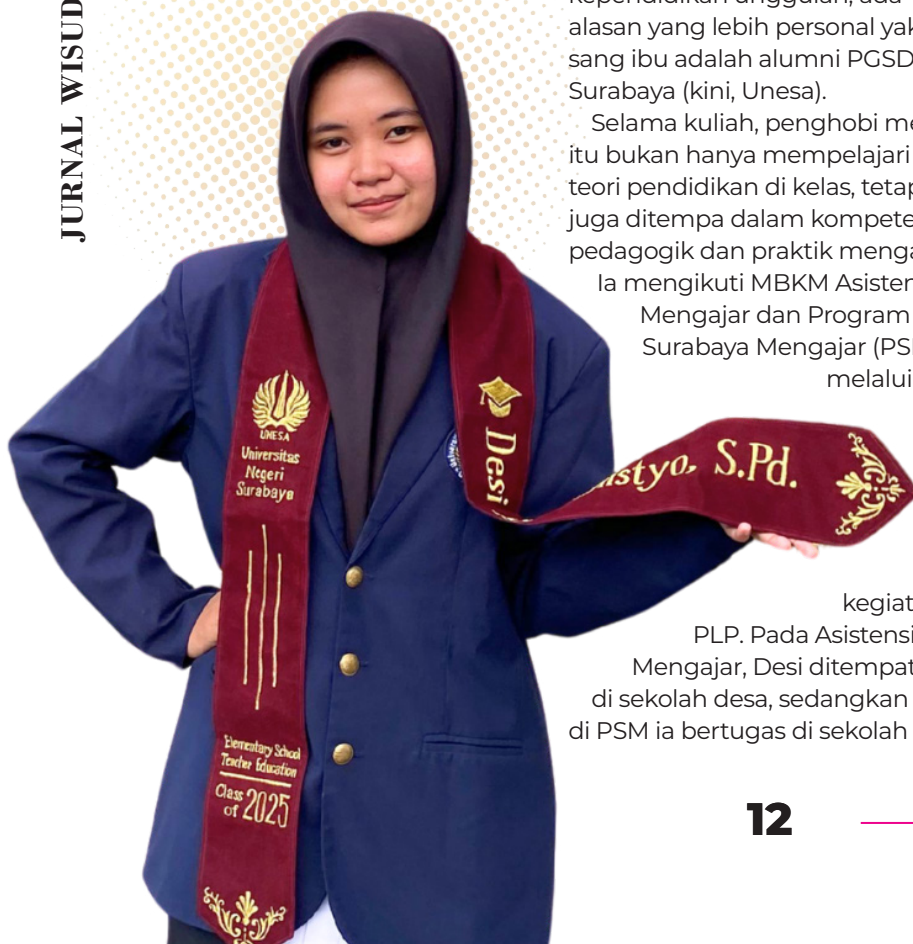 JURNAL WISUD
kependidikan unggulan, ada
alasan yang lebih personal yak
sang ibu adalah alumni PGSD
Surabaya (kini, Unesa).
Selama kuliah, penghobi me
itu bukan hanya mempelajari
teori pendidikan di kelas, tetap
juga ditempa dalam kompete
pedagogik dan praktik menga
Ia mengikuti MBKM Asisten
Mengajar dan Program
Surabaya Mengajar (PSM
melalui
kegiat
PLP. Pada Asistensi
Mengajar, Desi ditempat
di sekolah desa, sedangkan
di PSM ia bertugas di sekolah
12
UNESA
Universitas
Negeri
Surabaya
Elementary School
Teacher Education
Class of 2025
Desi
istyo, S.Pd.